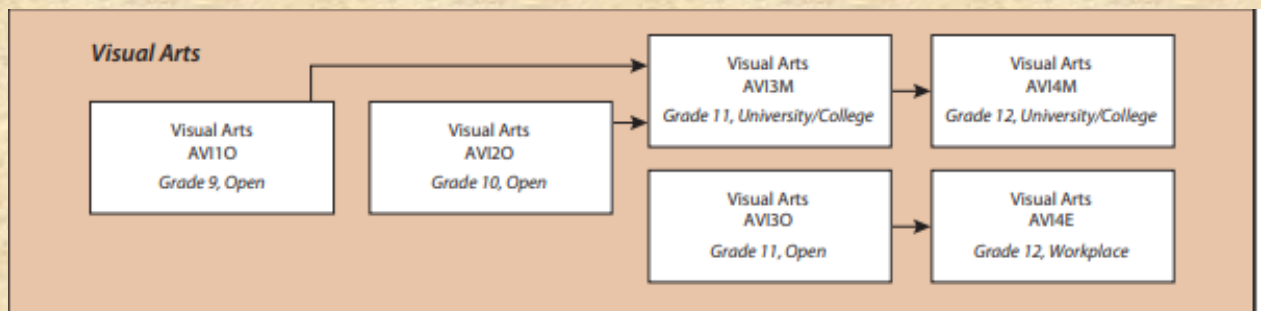 Visual Arts
Visual Arts
AVI1O
Grade 9, Open
Visual Arts
AVI2O
Grade 10, Open
Visual Arts
AVI3M
Grade 11, University/College
Visual Arts
AVI4M
Grade 12, University/College
Visual Arts
AVI3O
Grade 11, Open
Visual Arts
AVI4E
Grade 12, Workplace